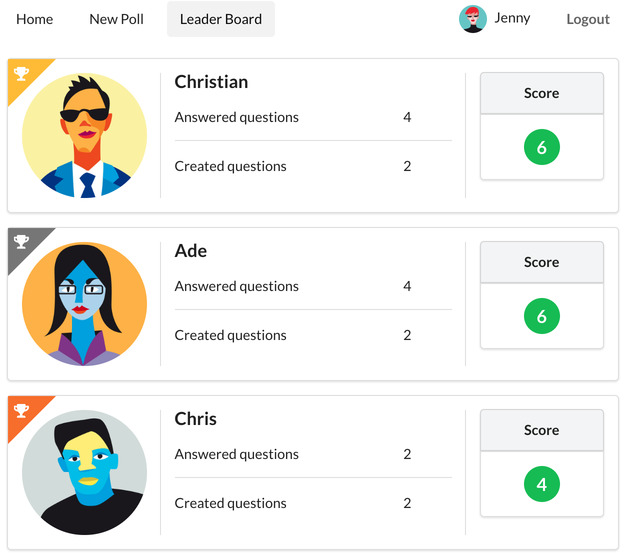 Home New Poll Leader Board Jenny Logout
Christian
Answered questions 4
Created questions 2
Score
6
Ade
Answered questions 4
Created questions 2
Score
6
Chris
Answered questions 2
Created questions 2
Score
4